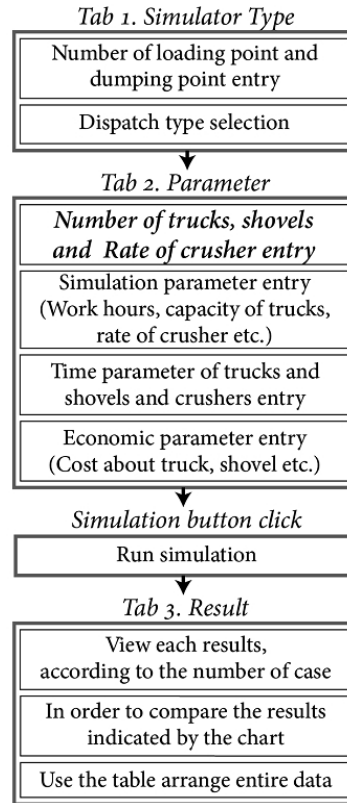 Tab 1. Simulator Type
Number of loading point and
dumping point entry
Dispatch type selection
Tab 2. Parameter
Number of trucks, shovels
and Rate of crusher entry
Simulation parameter entry
(Work hours, capacity of trucks,
rate of crusher etc.)
Time parameter of trucks and
shovels and crushers entry
Economic parameter entry
(Cost about truck, shovel etc.)
Simulation button click
Run simulation
Tab 3. Result
View each results,
according to the number of case
In order to compare the results
indicated by the chart
Use the table arrange entire data